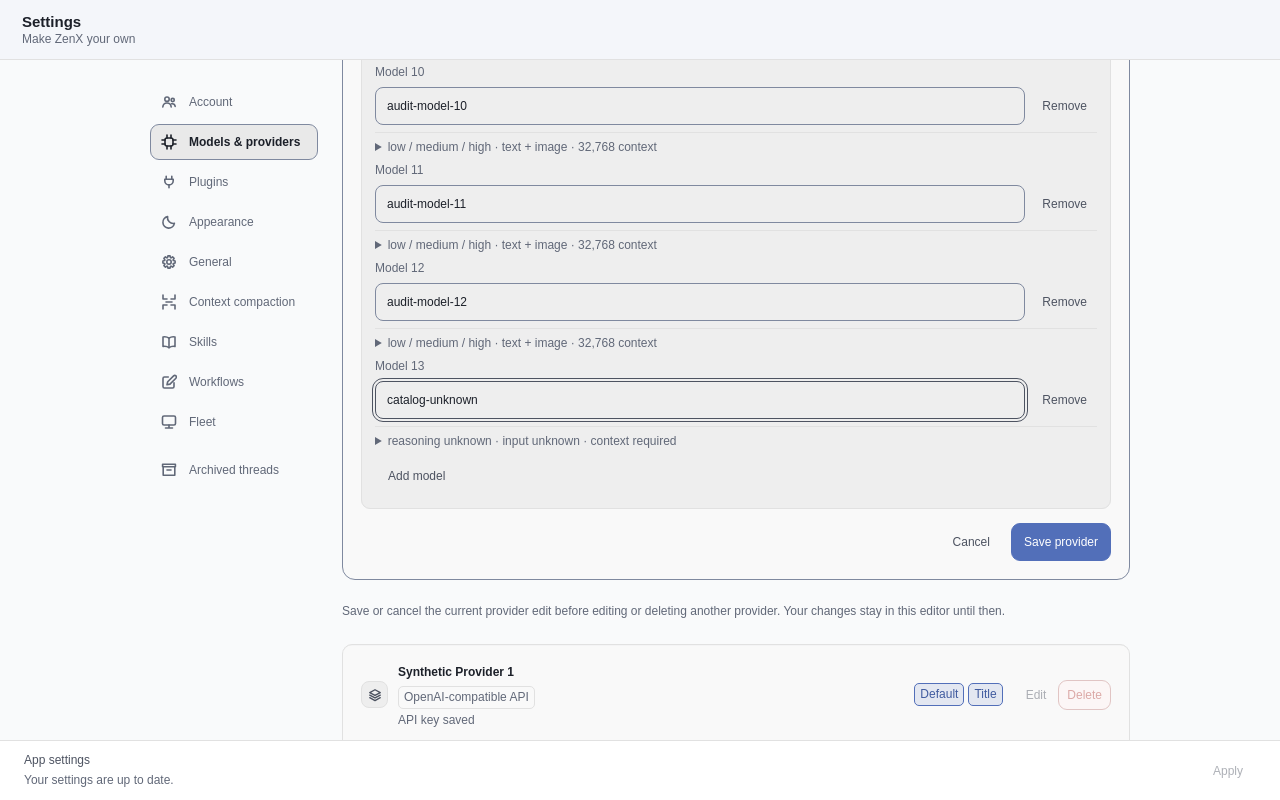 Settings
Make ZenX your own
Account
Models & providers
Plugins
Appearance
General
Context compaction
Skills
Workflows
Fleet
Archived threads
Model 10
audit-model-10
Remove
low / medium / high · text + image · 32,768 context
Model 11
audit-model-11
Remove
low / medium / high · text + image · 32,768 context
Model 12
audit-model-12
Remove
low / medium / high · text + image · 32,768 context
Model 13
catalog-unknown
Remove
reasoning unknown · input unknown · context required
Add model
Cancel
Save provider
Save or cancel the current provider edit before editing or deleting another provider. Your changes stay in this editor until then.
Synthetic Provider 1
OpenAI-compatible API
API key saved
Default
Title
Edit
Delete
App settings
Your settings are up to date.
Apply